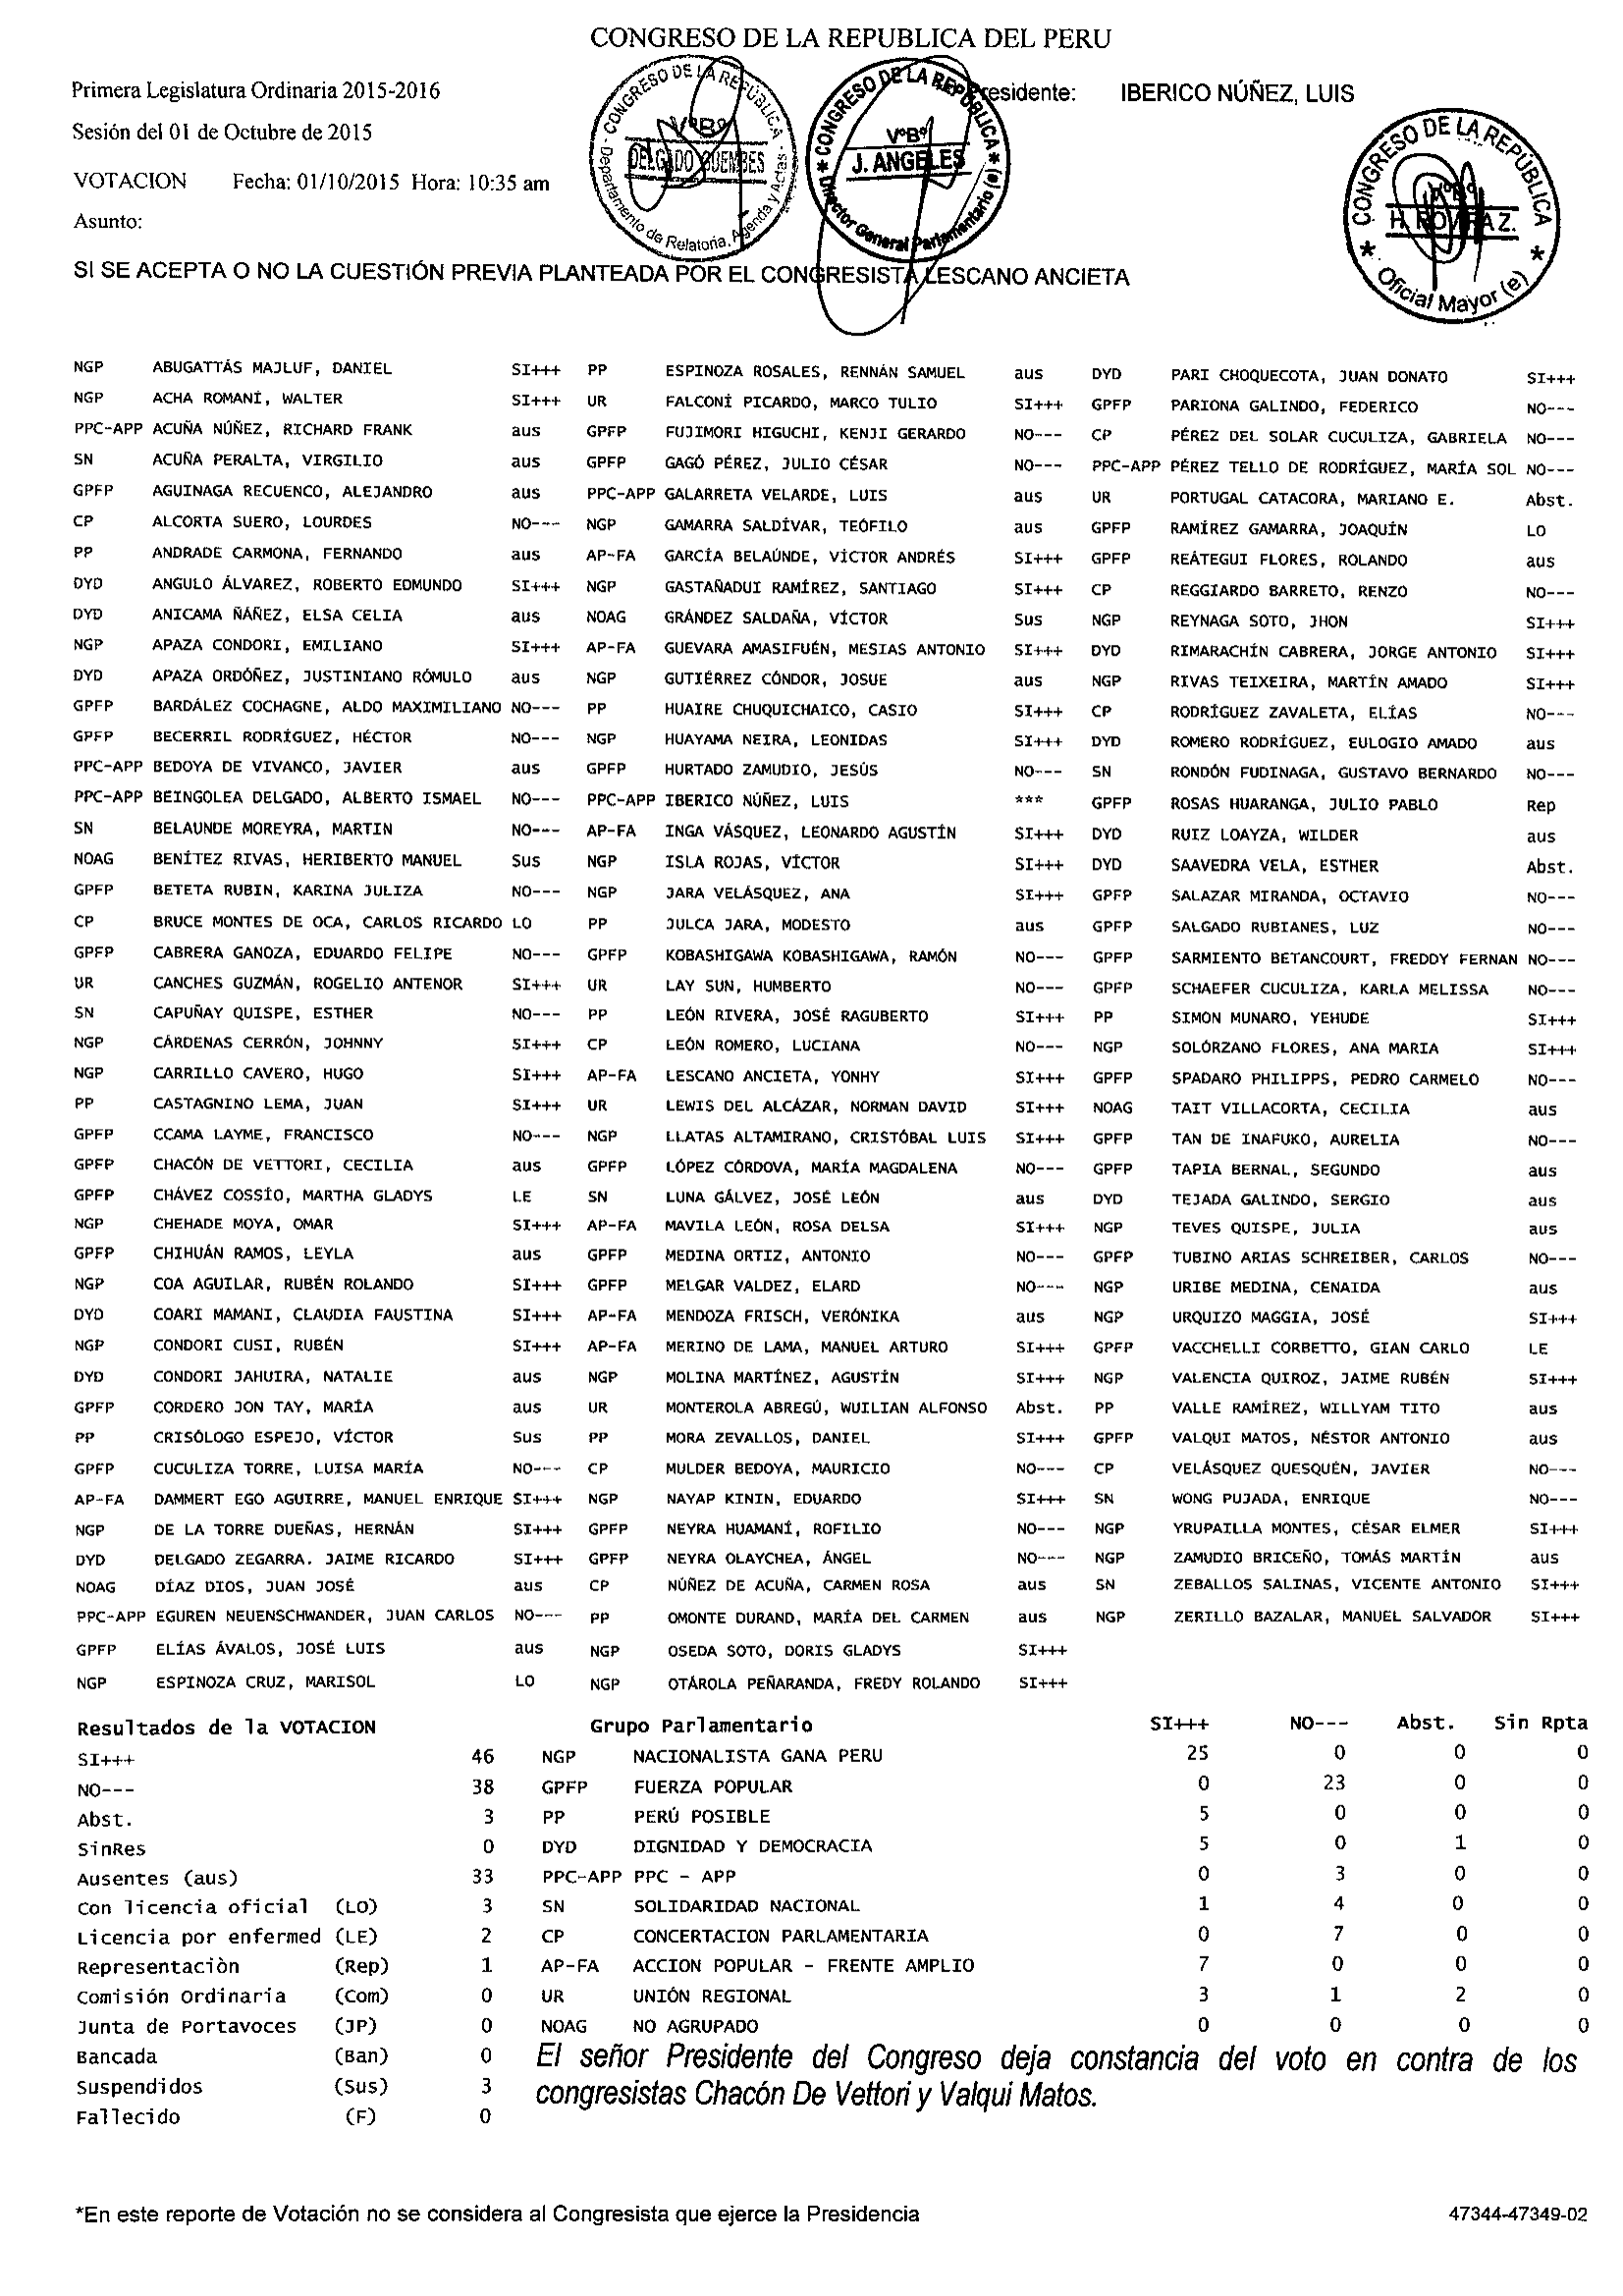 CONGRESO DE LA REPUBLICA DEL PERU
Primera Legislatura Ordinaria 2015-2016
Presidente: IBERICO NÚÑEZ, LUIS
Sesión del 01 de Octubre de 2015
VOTACION Fecha: 01/10/2015 Hora: 10:35 am
Asunto:
SI SE ACEPTA O NO LA CUESTIÓN PREVIA PLANTEADA POR EL CONGRESISTA LESCANO ANCIETA
CONGRESO DE LA REPÚBLICA - Departamento de Relatoría, Agenda y Actas -
VºBº
DELGADO GUEMBES
* CONGRESO DE LA REPÚBLICA * Director General Parlamentario (e)
VºBº
J. ANGELES
CONGRESO DE LA REPÚBLICA * Oficial Mayor (e) *
VºBº
H. ROVIRA Z.
NGP ABUGATTÁS MAJLUF, DANIEL SI+++
NGP ACHA ROMANÍ, WALTER SI+++
PPC-APP ACUÑA NÚÑEZ, RICHARD FRANK aus
SN ACUÑA PERALTA, VIRGILIO aus
GPFP AGUINAGA RECUENCO, ALEJANDRO aus
CP ALCORTA SUERO, LOURDES NO---
PP ANDRADE CARMONA, FERNANDO aus
DYD ANGULO ÁLVAREZ, ROBERTO EDMUNDO SI+++
DYD ANICAMA ÑÁÑEZ, ELSA CELIA aus
NGP APAZA CONDORI, EMILIANO SI+++
DYD APAZA ORDÓÑEZ, JUSTINIANO RÓMULO aus
GPFP BARDÁLEZ COCHAGNE, ALDO MAXIMILIANO NO---
GPFP BECERRIL RODRÍGUEZ, HÉCTOR NO---
PPC-APP BEDOYA DE VIVANCO, JAVIER aus
PPC-APP BEINGOLEA DELGADO, ALBERTO ISMAEL NO---
SN BELAUNDE MOREYRA, MARTIN NO---
NOAG BENÍTEZ RIVAS, HERIBERTO MANUEL Sus
GPFP BETETA RUBIN, KARINA JULIZA NO---
CP BRUCE MONTES DE OCA, CARLOS RICARDO LO
GPFP CABRERA GANOZA, EDUARDO FELIPE NO---
UR CANCHES GUZMÁN, ROGELIO ANTENOR SI+++
SN CAPUÑAY QUISPE, ESTHER NO---
NGP CÁRDENAS CERRÓN, JOHNNY SI+++
NGP CARRILLO CAVERO, HUGO SI+++
PP CASTAGNINO LEMA, JUAN SI+++
GPFP CCAMA LAYME, FRANCISCO NO---
GPFP CHACÓN DE VETTORI, CECILIA aus
GPFP CHÁVEZ COSSÍO, MARTHA GLADYS LE
NGP CHEHADE MOYA, OMAR SI+++
GPFP CHIHUÁN RAMOS, LEYLA aus
NGP COA AGUILAR, RUBÉN ROLANDO SI+++
DYD COARI MAMANI, CLAUDIA FAUSTINA SI+++
NGP CONDORI CUSI, RUBÉN SI+++
DYD CONDORI JAHUIRA, NATALIE aus
GPFP CORDERO JON TAY, MARÍA aus
PP CRISÓLOGO ESPEJO, VÍCTOR Sus
GPFP CUCULIZA TORRE, LUISA MARÍA NO---
AP-FA DAMMERT EGO AGUIRRE, MANUEL ENRIQUE SI+++
NGP DE LA TORRE DUEÑAS, HERNÁN SI+++
DYD DELGADO ZEGARRA. JAIME RICARDO SI+++
NOAG DÍAZ DIOS, JUAN JOSÉ aus
PPC-APP EGUREN NEUENSCHWANDER, JUAN CARLOS NO---
GPFP ELÍAS ÁVALOS, JOSÉ LUIS aus
NGP ESPINOZA CRUZ, MARISOL LO
PP ESPINOZA ROSALES, RENNÁN SAMUEL aus
UR FALCONÍ PICARDO, MARCO TULIO SI+++
GPFP FUJIMORI HIGUCHI, KENJI GERARDO NO---
GPFP GAGÓ PÉREZ, JULIO CÉSAR NO---
PPC-APP GALARRETA VELARDE, LUIS aus
NGP GAMARRA SALDÍVAR, TEÓFILO aus
AP-FA GARCÍA BELAÚNDE, VÍCTOR ANDRÉS SI+++
NGP GASTAÑADUI RAMÍREZ, SANTIAGO SI+++
NOAG GRÁNDEZ SALDAÑA, VÍCTOR Sus
AP-FA GUEVARA AMASIFUÉN, MESIAS ANTONIO SI+++
NGP GUTIÉRREZ CÓNDOR, JOSUE aus
PP HUAIRE CHUQUICHAICO, CASIO SI+++
NGP HUAYAMA NEIRA, LEONIDAS SI+++
GPFP HURTADO ZAMUDIO, JESÚS NO---
PPC-APP IBERICO NÚÑEZ, LUIS ***
AP-FA INGA VÁSQUEZ, LEONARDO AGUSTÍN SI+++
NGP ISLA ROJAS, VÍCTOR SI+++
NGP JARA VELÁSQUEZ, ANA SI+++
PP JULCA JARA, MODESTO aus
GPFP KOBASHIGAWA KOBASHIGAWA, RAMÓN NO---
UR LAY SUN, HUMBERTO NO---
PP LEÓN RIVERA, JOSÉ RAGUBERTO SI+++
CP LEÓN ROMERO, LUCIANA NO---
AP-FA LESCANO ANCIETA, YONHY SI+++
UR LEWIS DEL ALCÁZAR, NORMAN DAVID SI+++
NGP LLATAS ALTAMIRANO, CRISTÓBAL LUIS SI+++
GPFP LÓPEZ CÓRDOVA, MARÍA MAGDALENA NO---
SN LUNA GÁLVEZ, JOSÉ LEÓN aus
AP-FA MAVILA LEÓN, ROSA DELSA SI+++
GPFP MEDINA ORTIZ, ANTONIO NO---
GPFP MELGAR VALDEZ, ELARD NO---
AP-FA MENDOZA FRISCH, VERÓNIKA aus
AP-FA MERINO DE LAMA, MANUEL ARTURO SI+++
NGP MOLINA MARTÍNEZ, AGUSTÍN SI+++
UR MONTEROLA ABREGÚ, WUILIAN ALFONSO Abst.
PP MORA ZEVALLOS, DANIEL SI+++
CP MULDER BEDOYA, MAURICIO NO---
NGP NAYAP KININ, EDUARDO SI+++
GPFP NEYRA HUAMANÍ, ROFILIO NO---
GPFP NEYRA OLAYCHEA, ÁNGEL NO---
CP NÚÑEZ DE ACUÑA, CARMEN ROSA aus
PP OMONTE DURAND, MARÍA DEL CARMEN aus
NGP OSEDA SOTO, DORIS GLADYS SI+++
NGP OTÁROLA PEÑARANDA, FREDY ROLANDO SI+++
DYD PARI CHOQUECOTA, JUAN DONATO SI+++
GPFP PARIONA GALINDO, FEDERICO NO---
CP PÉREZ DEL SOLAR CUCULIZA, GABRIELA NO---
PPC-APP PÉREZ TELLO DE RODRÍGUEZ, MARÍA SOL NO---
UR PORTUGAL CATACORA, MARIANO E. Abst.
GPFP RAMÍREZ GAMARRA, JOAQUÍN LO
GPFP REÁTEGUI FLORES, ROLANDO aus
CP REGGIARDO BARRETO, RENZO NO---
NGP REYNAGA SOTO, JHON SI+++
DYD RIMARACHÍN CABRERA, JORGE ANTONIO SI+++
NGP RIVAS TEIXEIRA, MARTÍN AMADO SI+++
CP RODRÍGUEZ ZAVALETA, ELÍAS NO---
DYD ROMERO RODRÍGUEZ, EULOGIO AMADO aus
SN RONDÓN FUDINAGA, GUSTAVO BERNARDO NO---
GPFP ROSAS HUARANGA, JULIO PABLO Rep
DYD RUIZ LOAYZA, WILDER aus
DYD SAAVEDRA VELA, ESTHER Abst.
GPFP SALAZAR MIRANDA, OCTAVIO NO---
GPFP SALGADO RUBIANES, LUZ NO---
GPFP SARMIENTO BETANCOURT, FREDDY FERNAN NO---
GPFP SCHAEFER CUCULIZA, KARLA MELISSA NO---
PP SIMON MUNARO, YEHUDE SI+++
NGP SOLÓRZANO FLORES, ANA MARIA SI+++
GPFP SPADARO PHILIPPS, PEDRO CARMELO NO---
NOAG TAIT VILLACORTA, CECILIA aus
GPFP TAN DE INAFUKO, AURELIA NO---
GPFP TAPIA BERNAL, SEGUNDO aus
DYD TEJADA GALINDO, SERGIO aus
NGP TEVES QUISPE, JULIA aus
GPFP TUBINO ARIAS SCHREIBER, CARLOS NO---
NGP URIBE MEDINA, CENAIDA aus
NGP URQUIZO MAGGIA, JOSÉ SI+++
GPFP VACCHELLI CORBETTO, GIAN CARLO LE
NGP VALENCIA QUIROZ, JAIME RUBÉN SI+++
PP VALLE RAMÍREZ, WILLYAM TITO aus
GPFP VALQUI MATOS, NÉSTOR ANTONIO aus
CP VELÁSQUEZ QUESQUÉN, JAVIER NO---
SN WONG PUJADA, ENRIQUE NO---
NGP YRUPAILLA MONTES, CÉSAR ELMER SI+++
NGP ZAMUDIO BRICEÑO, TOMÁS MARTÍN aus
SN ZEBALLOS SALINAS, VICENTE ANTONIO SI+++
NGP ZERILLO BAZALAR, MANUEL SALVADOR SI+++
Resultados de la VOTACION
SI+++ 46
NO--- 38
Abst. 3
SinRes 0
Ausentes (aus) 33
Con licencia oficial (LO) 3
Licencia por enfermed (LE) 2
Representaciòn (Rep) 1
Comisión Ordinaria (Com) 0
Junta de Portavoces (JP) 0
Bancada (Ban) 0
Suspendidos (Sus) 3
Fallecido (F) 0
Grupo Parlamentario SI+++ NO--- Abst. Sin Rpta
NGP NACIONALISTA GANA PERU 25 0 0 0
GPFP FUERZA POPULAR 0 23 0 0
PP PERÚ POSIBLE 5 0 0 0
DYD DIGNIDAD Y DEMOCRACIA 5 0 1 0
PPC-APP PPC - APP 0 3 0 0
SN SOLIDARIDAD NACIONAL 1 4 0 0
CP CONCERTACION PARLAMENTARIA 0 7 0 0
AP-FA ACCION POPULAR - FRENTE AMPLIO 7 0 0 0
UR UNIÓN REGIONAL 3 1 2 0
NOAG NO AGRUPADO 0 0 0 0
El señor Presidente del Congreso deja constancia del voto en contra de los
congresistas Chacón De Vettori y Valqui Matos.
*En este reporte de Votación no se considera al Congresista que ejerce la Presidencia
47344-47349-02